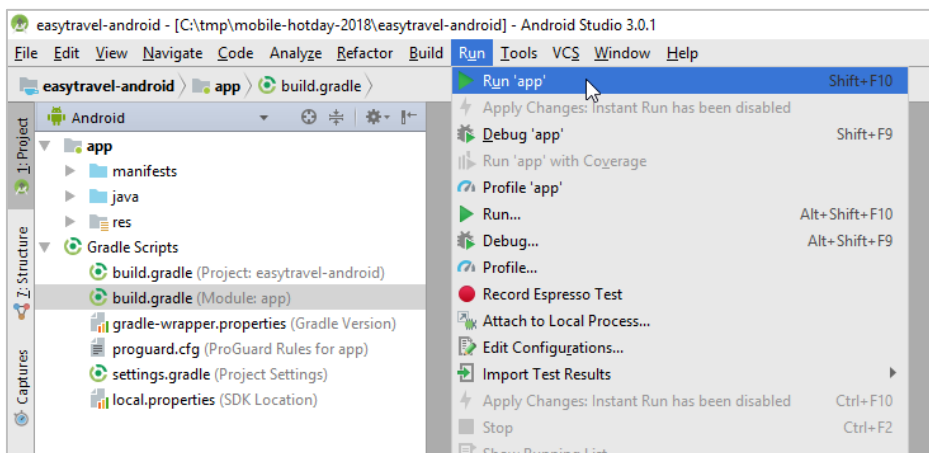 easytravel-android - [C:\tmp\mobile-hotday-2018\easytravel-android] - Android Studio 3.0.1
File Edit View Navigate Code Analyze Refactor Build Run Tools VCS Window Help
easytravel-android app build.gradle
1: Project
Z: Structure
Captures
Android
app
manifests
java
res
Gradle Scripts
build.gradle (Project: easytravel-android)
build.gradle (Module: app)
gradle-wrapper.properties (Gradle Version)
proguard.cfg (ProGuard Rules for app)
settings.gradle (Project Settings)
local.properties (SDK Location)
Run 'app' Shift+F10
Apply Changes: Instant Run has been disabled
Debug 'app' Shift+F9
Run 'app' with Coverage
Profile 'app'
Run... Alt+Shift+F10
Debug... Alt+Shift+F9
Profile...
Record Espresso Test
Attach to Local Process...
Edit Configurations...
Import Test Results
Apply Changes: Instant Run has been disabled Ctrl+F10
Stop Ctrl+F2
Show Running List